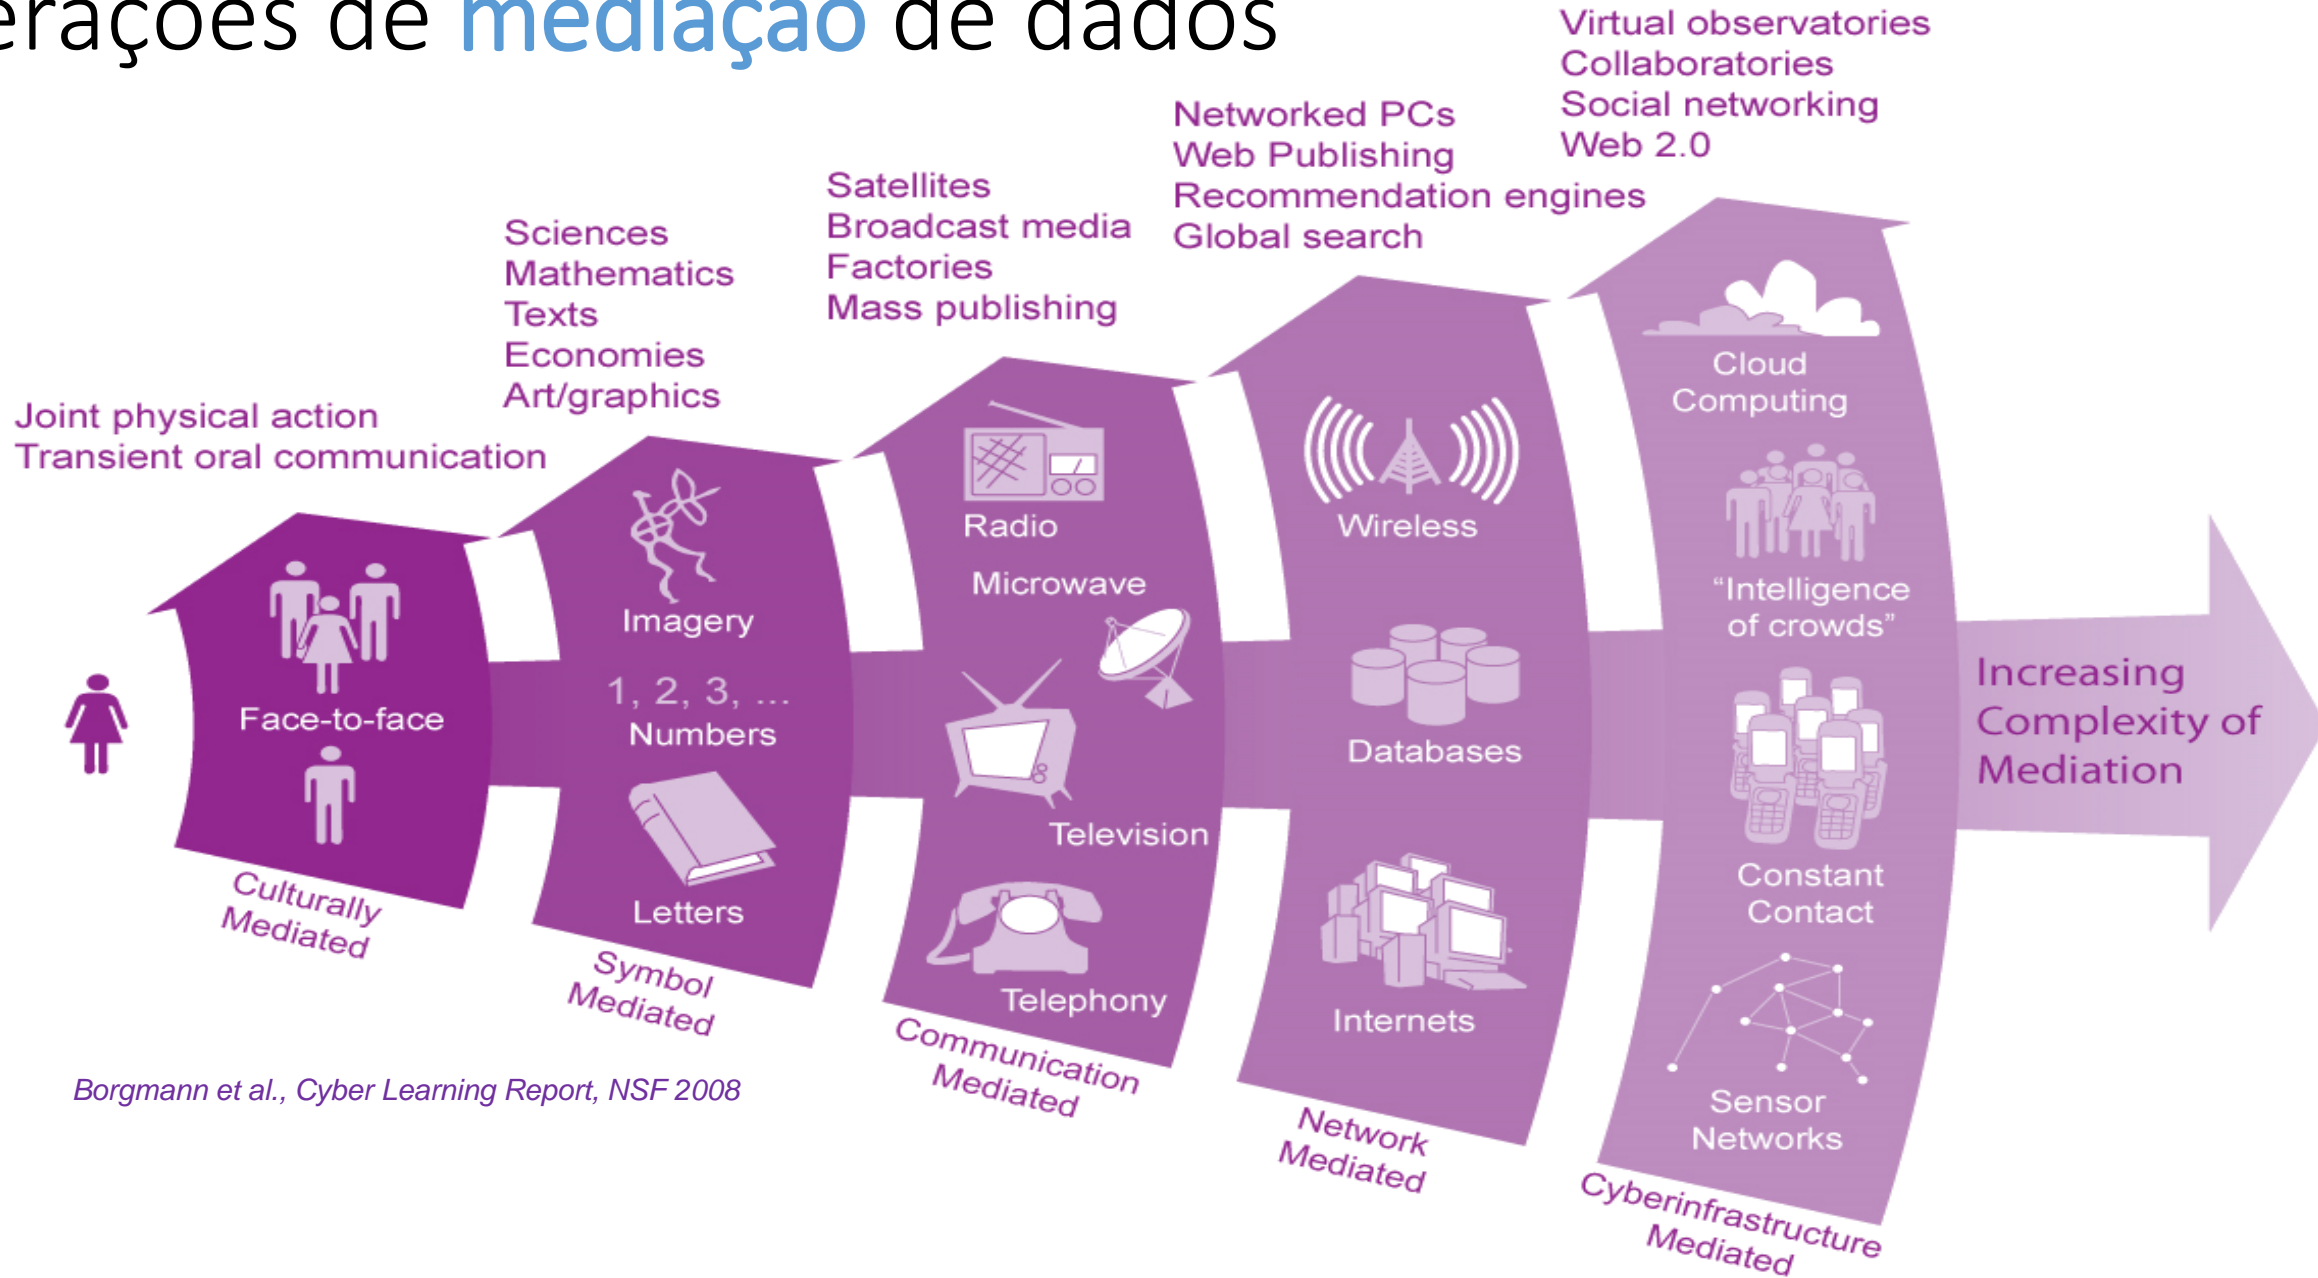 erações de mediação de dados
Virtual observatories
Collaboratories
Social networking
Web 2.0
Networked PCs
Web Publishing
Recommendation engines
Global search
Satellites
Broadcast media
Factories
Mass publishing
Sciences
Mathematics
Texts
Economies
Art/graphics
Joint physical action
Transient oral communication
Face-to-face
Culturally
Mediated
Imagery
1, 2, 3, ...
Numbers
Letters
Symbol
Mediated
Radio
Microwave
Television
Telephony
Communication
Mediated
Wireless
Databases
Internets
Network
Mediated
Cloud
Computing
“Intelligence
of crowds”
Constant
Contact
Sensor
Networks
Cyberinfrastructure
Mediated
Increasing
Complexity of
Mediation
Borgmann et al., Cyber Learning Report, NSF 2008